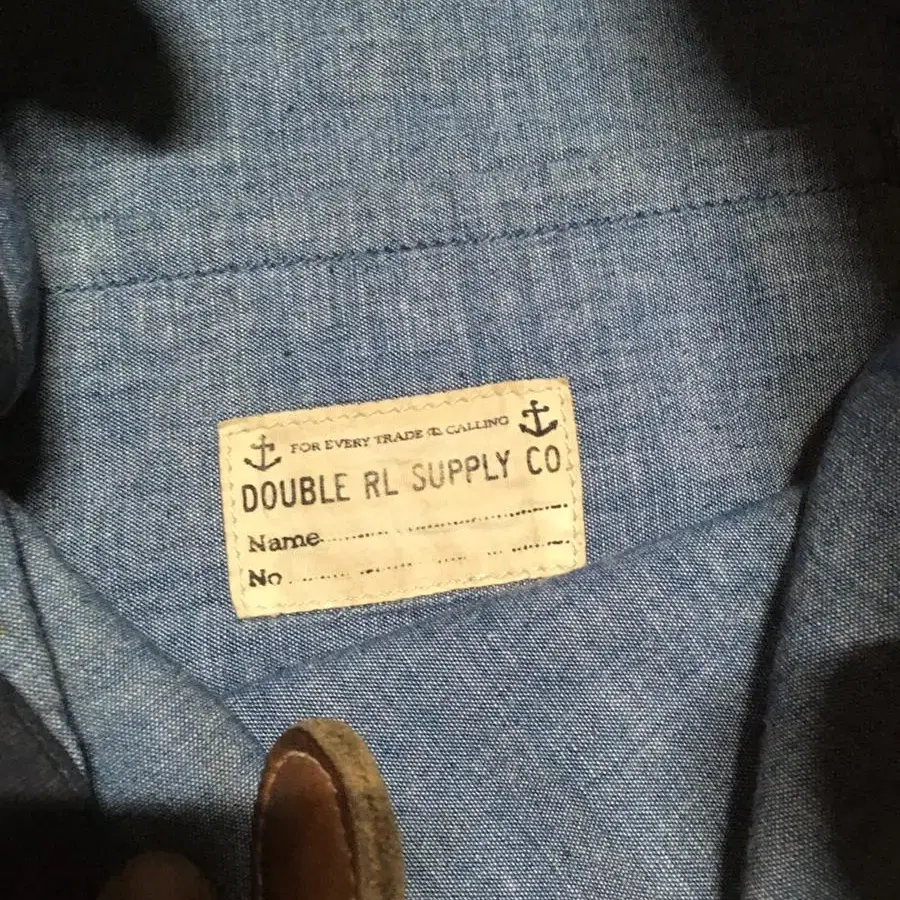 FOR EVERY TRADE & CALLING
DOUBLE RL SUPPLY CO.
Name
No